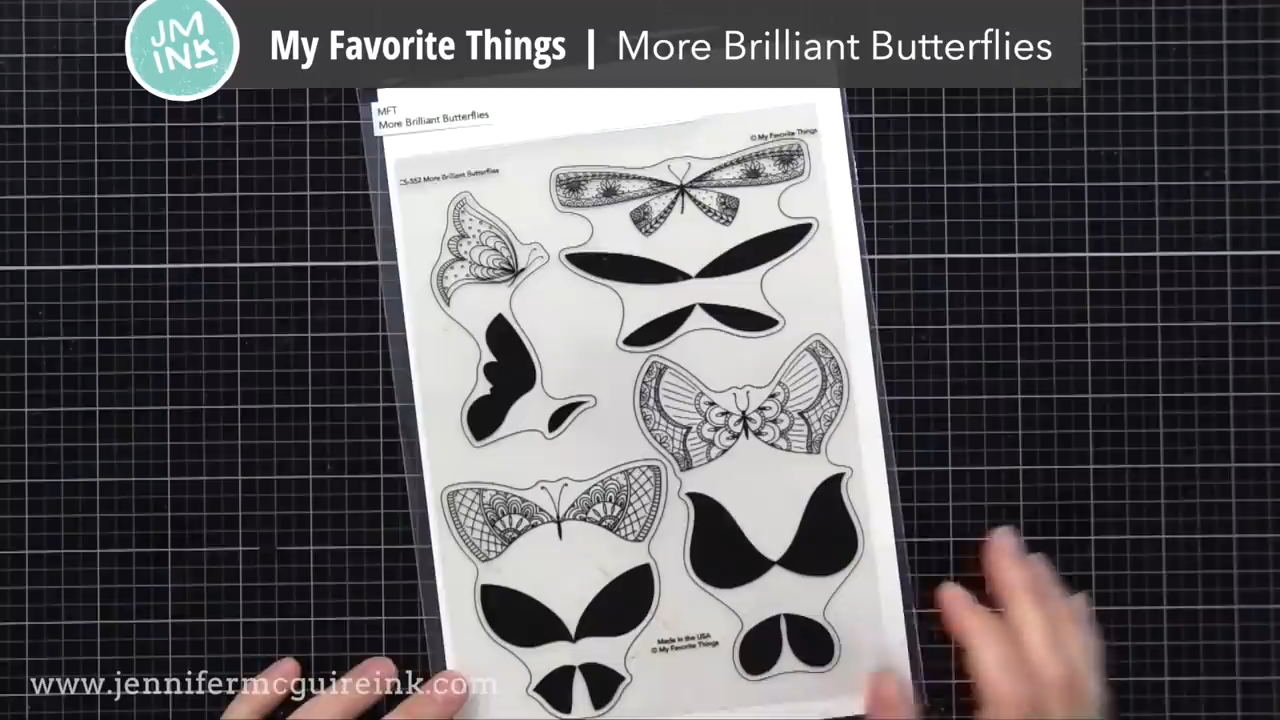 JM
INK
My Favorite Things | More Brilliant Butterflies
MFT
More Brilliant Butterflies
© My Favorite Things
CS-552 More Brilliant Butterflies
Made in the USA
© My Favorite Things
www.jennifermcguireink.com